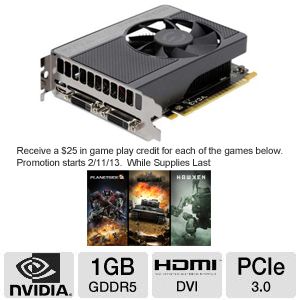 Receive a $25 in game play credit for each of the games below.
Promotion starts 2/11/13. While Supplies Last
PLANETSIDE 2
HAWKEN
NVIDIA
1GB
GDDR5
HDMI
DVI
PCIe
3.0